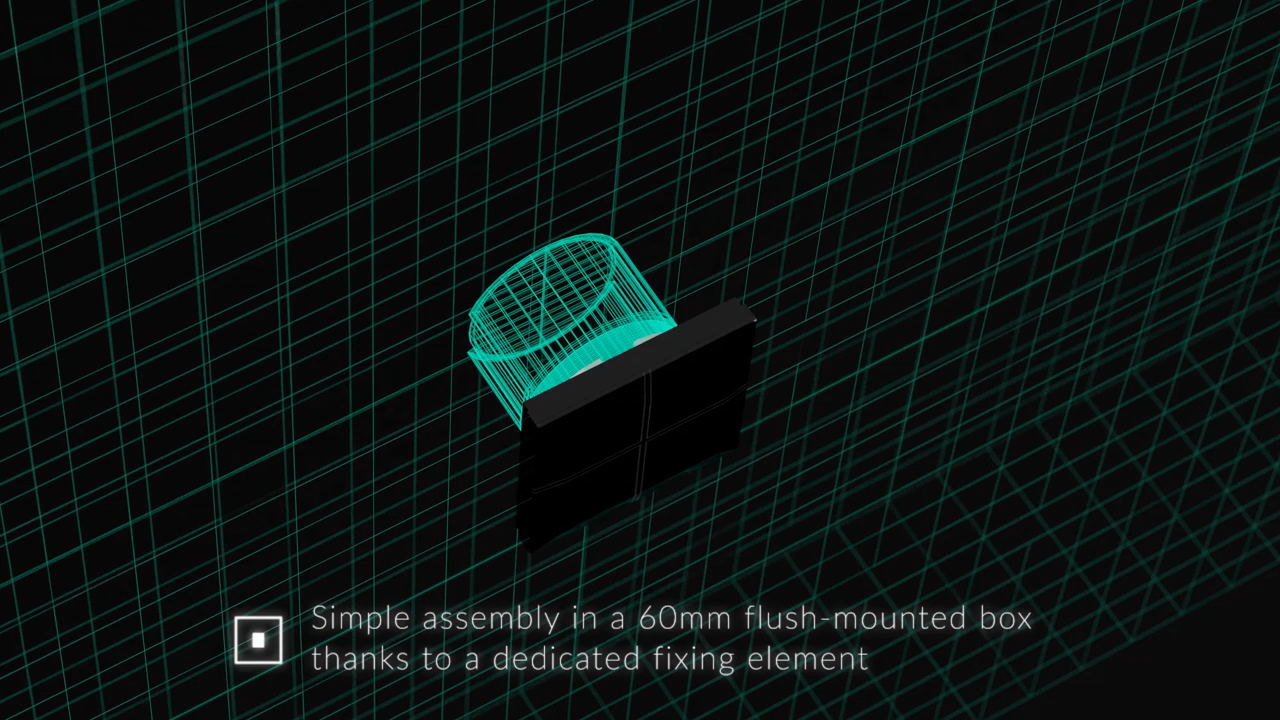 Simple assembly in a 60mm flush-mounted box
thanks to a dedicated fixing element